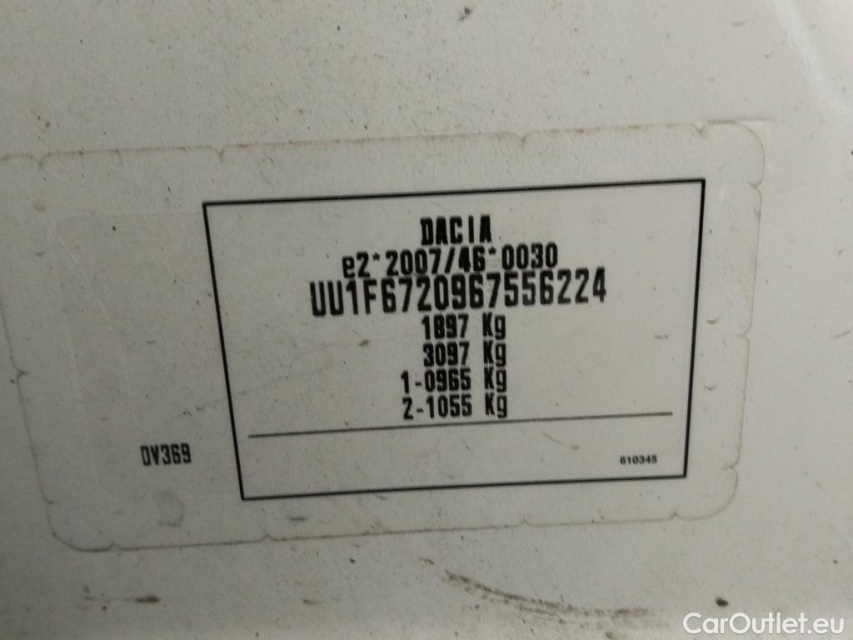 DACIA
e2*2007/46*0030
UU1F6720967556224
1897 Kg
3097 Kg
1-0965 Kg
2-1055 Kg
0V369
610345
CarOutlet.eu